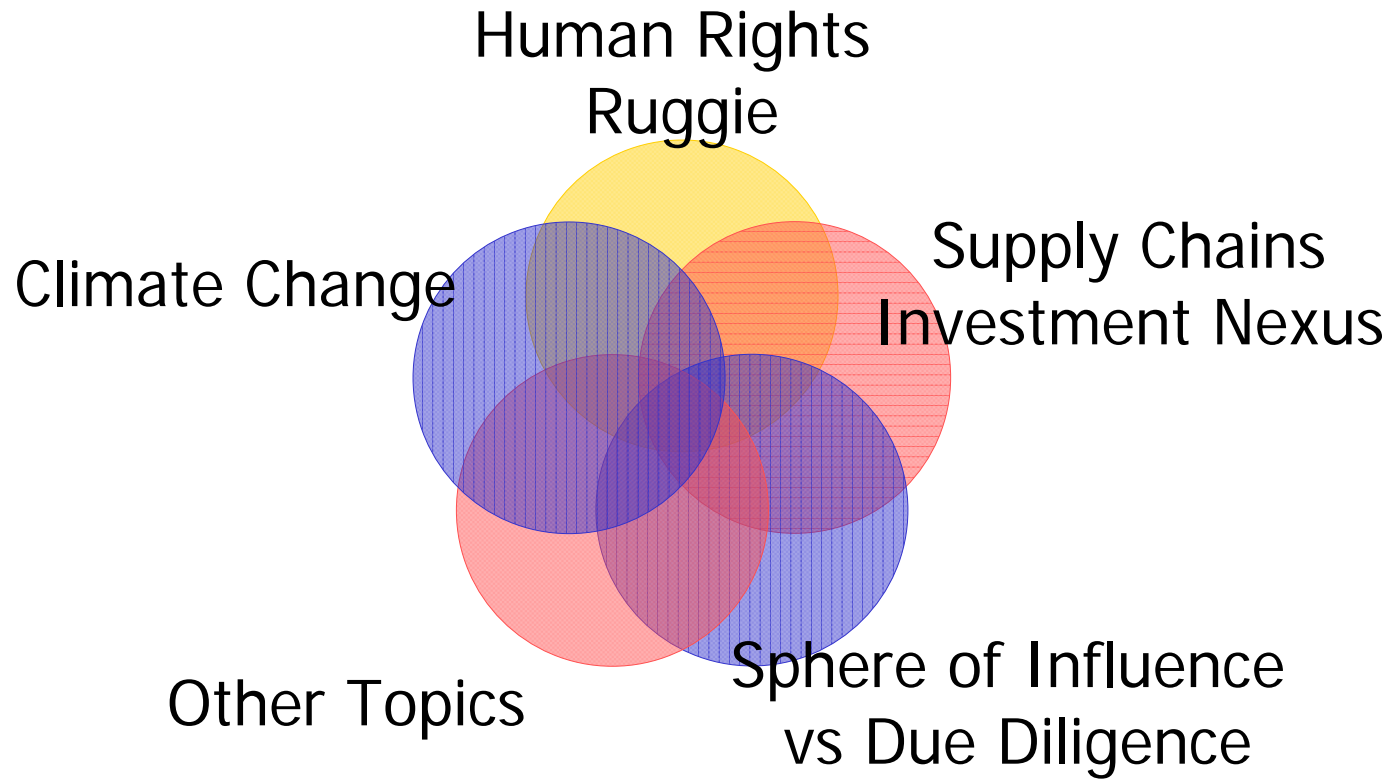 Human Rights
Ruggie
Climate Change
Supply Chains
Investment Nexus
Other Topics
Sphere of Influence
vs Due Diligence